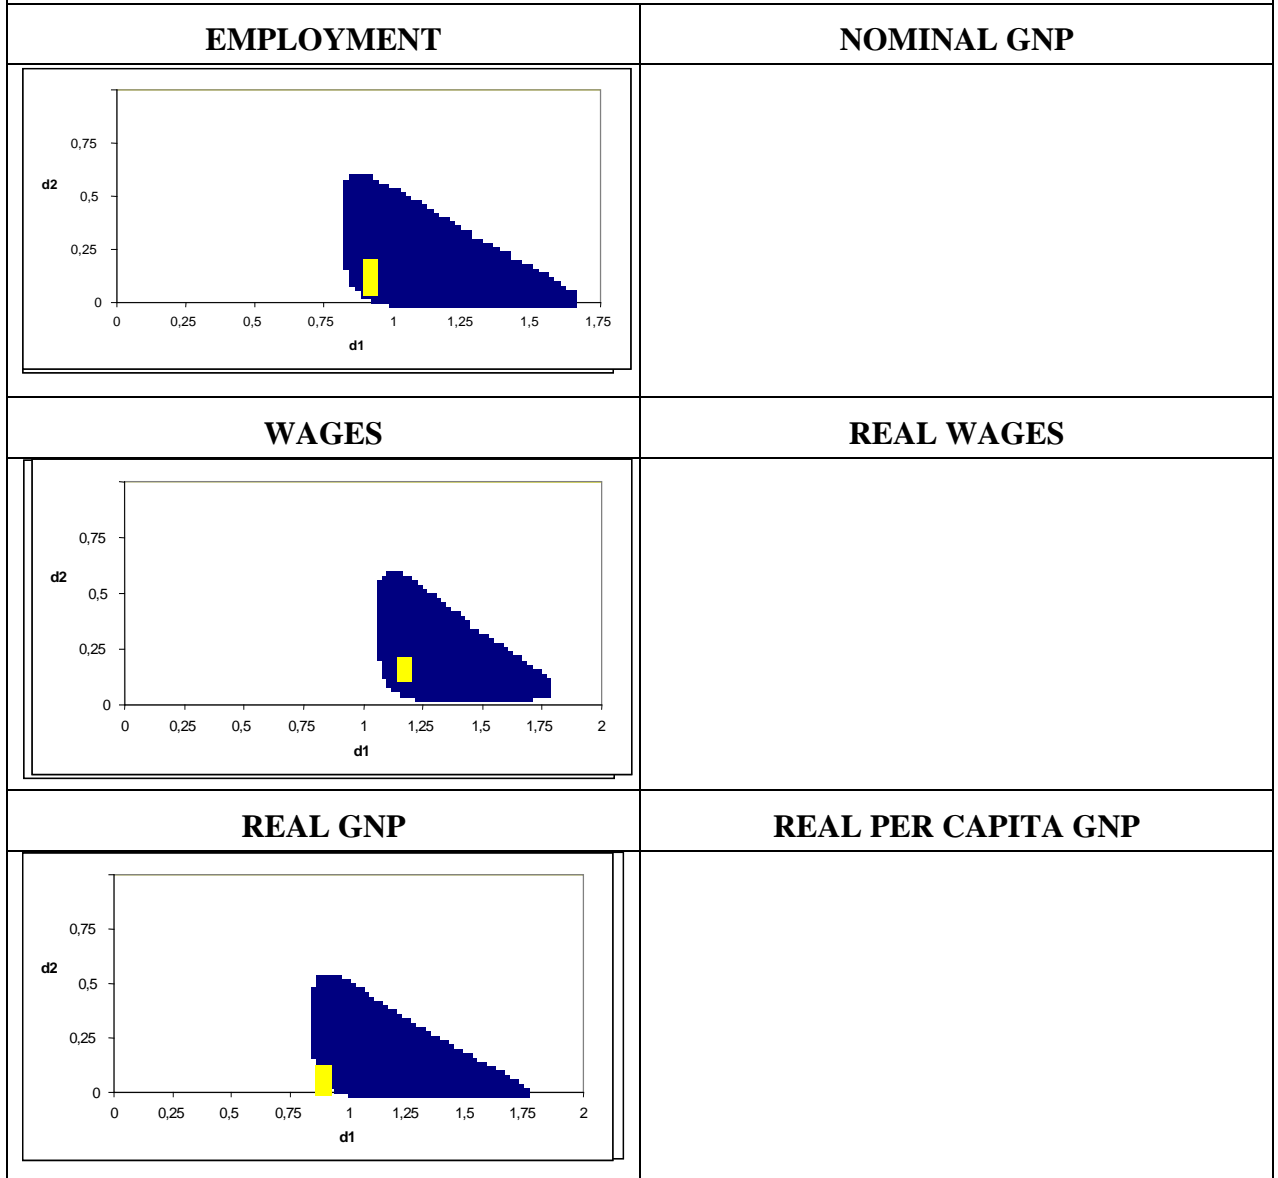 EMPLOYMENT NOMINAL GNP
0,75
d2
0,5
0,25
0
0 0,25 0,5 0,75 1 1,25 1,5 1,75
d1
WAGES REAL WAGES
0,75
d2
0,5
0,25
0
0 0,25 0,5 0,75 1 1,25 1,5 1,75 2
d1
REAL GNP REAL PER CAPITA GNP
0,75
d2
0,5
0,25
0
0 0,25 0,5 0,75 1 1,25 1,5 1,75 2
d1